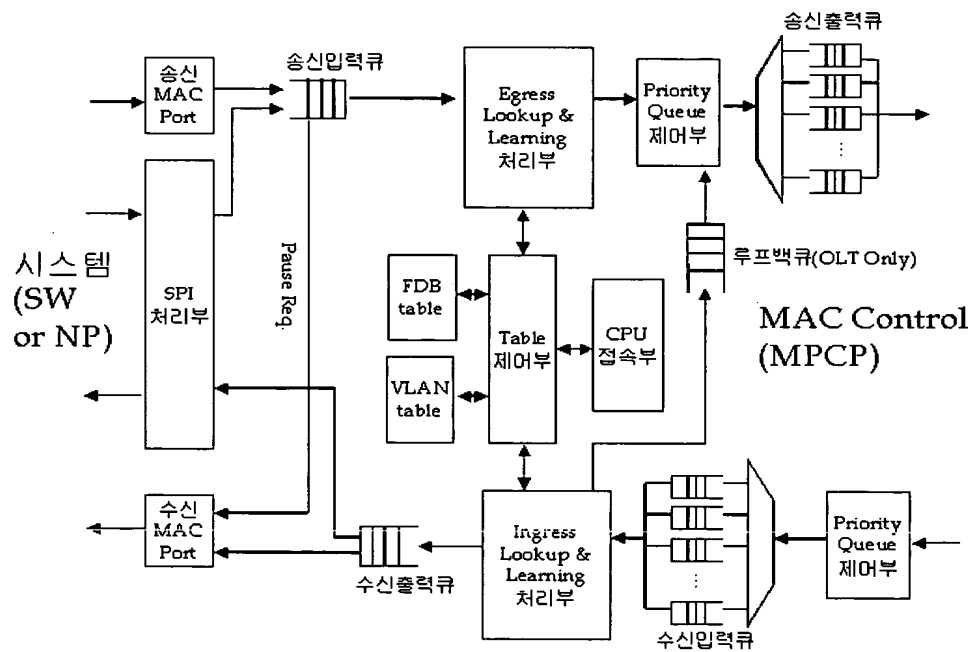 송신출력큐
송신입력큐
송신
MAC
Port
Egress
Lookup &
Learning
처리부
Priority
Queue
제어부
시스템
(SW
or NP)
SPI
처리부
Pause Req.
루프백큐(OLT Only)
FDB
table
Table
제어부
CPU
접속부
VLAN
table
MAC Control
(MPCP)
수신
MAC
Port
수신출력큐
Ingress
Lookup &
Learning
처리부
수신입력큐
Priority
Queue
제어부